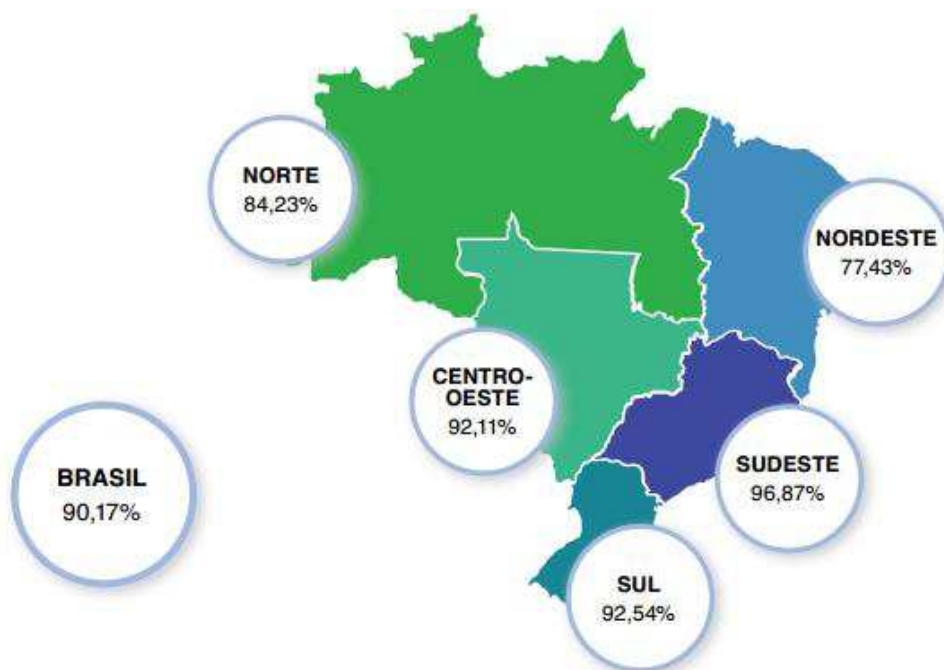 NORTE
84,23%
NORDESTE
77,43%
CENTRO-
OESTE
92,11%
BRASIL
90,17%
SUDESTE
96,87%
SUL
92,54%